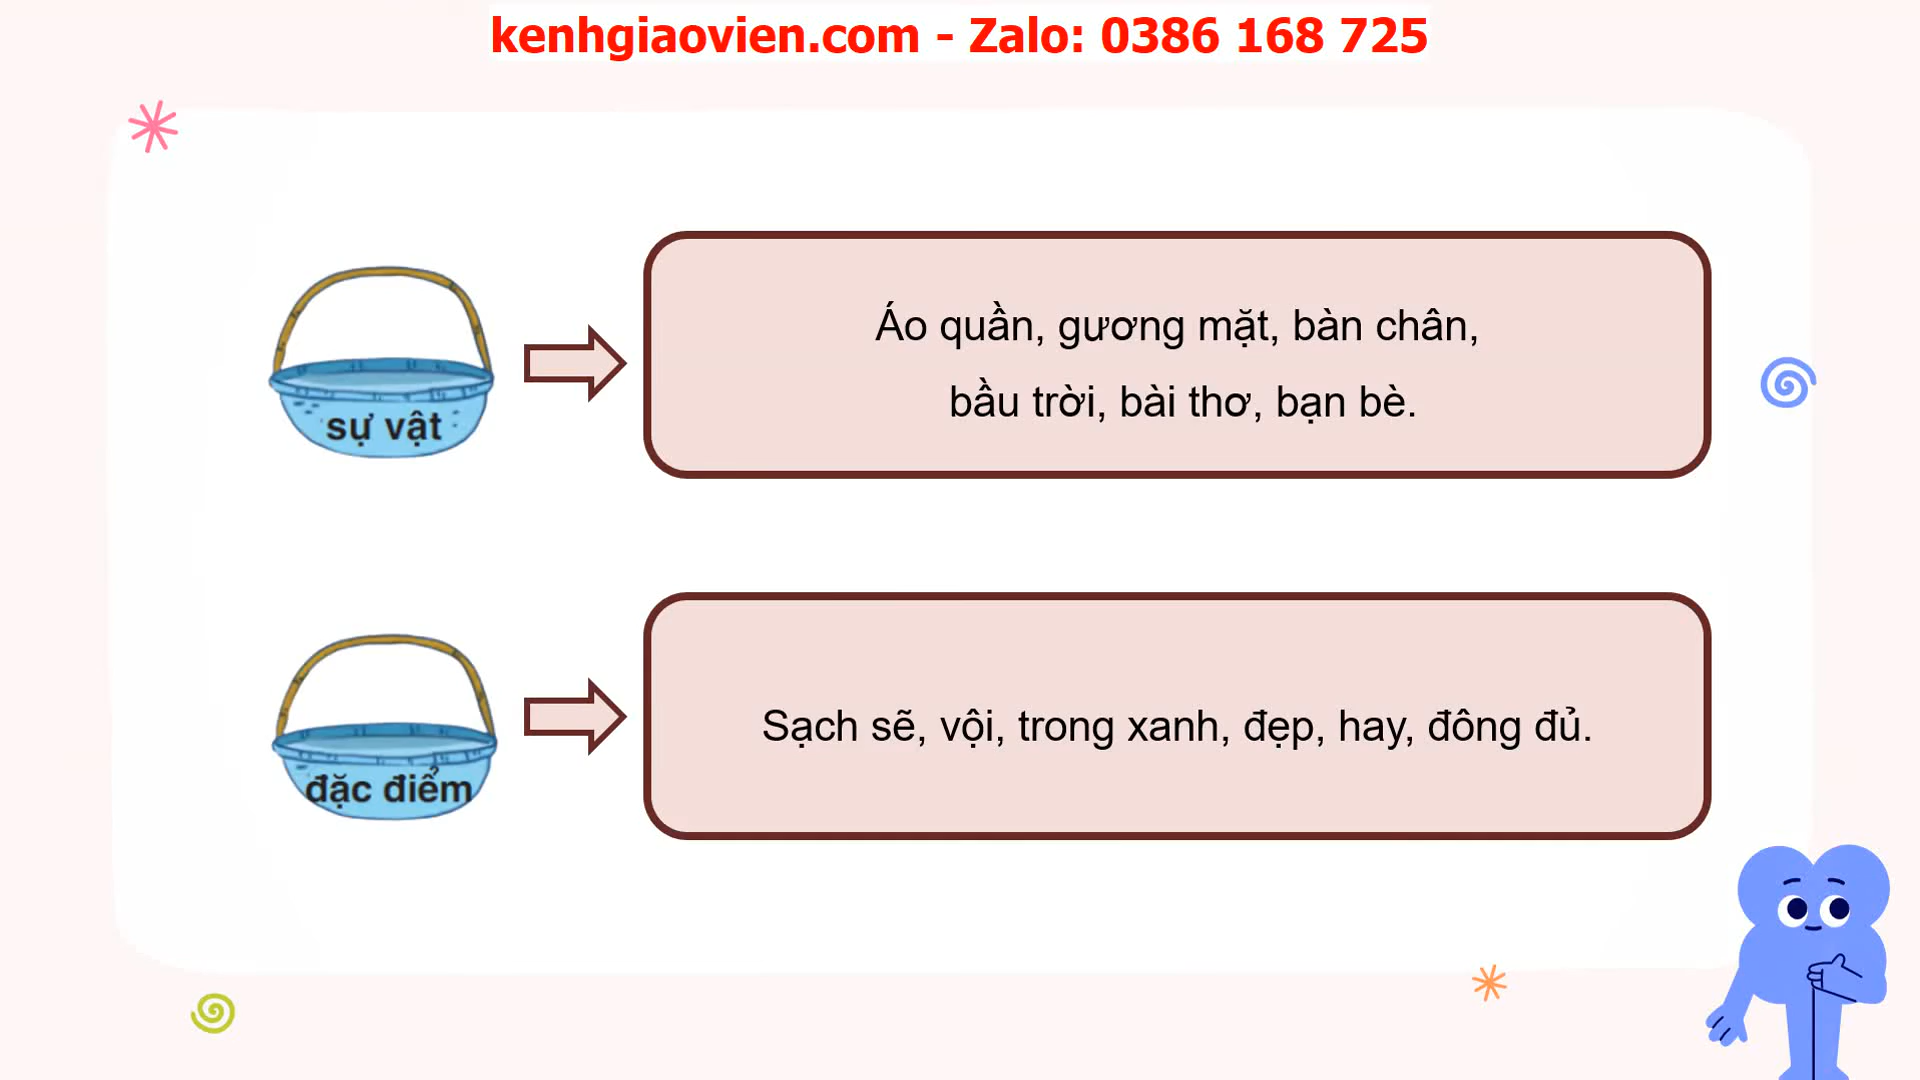 kenhgiaovien.com - Zalo: 0386 168 725
sự vật
Áo quần, gương mặt, bàn chân,
bầu trời, bài thơ, bạn bè.
đặc điểm
Sạch sẽ, vội, trong xanh, đẹp, hay, đông đủ.